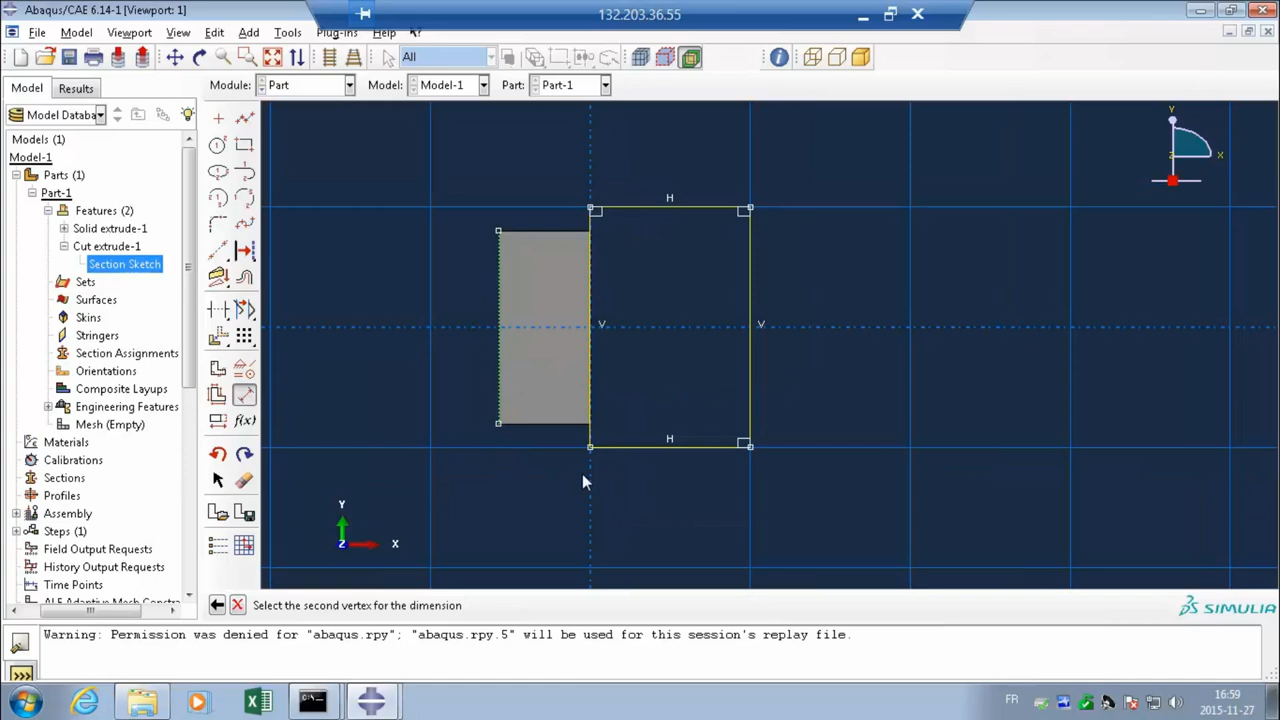 Abaqus/CAE 6.14-1 [Viewport: 1]
132.203.36.55
File Model Viewport View Edit Add Tools Plug-ins Help
All
Model Results
Module: Part Model: Model-1 Part: Part-1
Model Databa
Models (1)
Model-1
Parts (1)
Part-1
Features (2)
Solid extrude-1
Cut extrude-1
Section Sketch
Sets
Surfaces
Skins
Stringers
Section Assignments
Orientations
Composite Layups
Engineering Features
Mesh (Empty)
Materials
Calibrations
Sections
Profiles
Assembly
Steps (1)
Field Output Requests
History Output Requests
Time Points
ALE Adaptive Mesh Constra
f(x)
Y
Z X
H
V V
H
Y
Z X
Select the second vertex for the dimension
SIMULIA
Warning: Permission was denied for "abaqus.rpy"; "abaqus.rpy.5" will be used for this session's replay file.
>>>
FR
16:59
2015-11-27